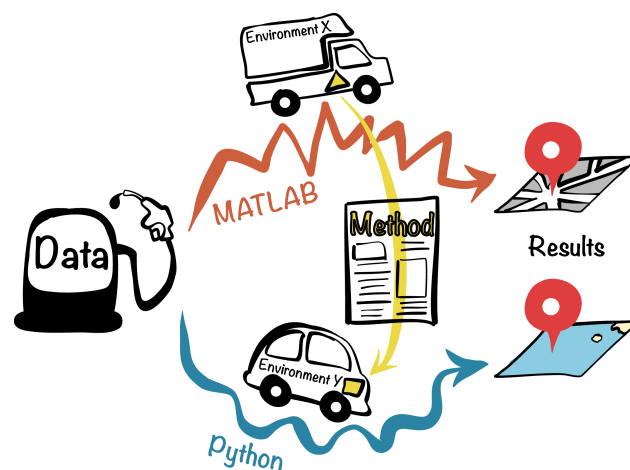 Environment X
MATLAB
Data
Method
Results
Environment Y
Python